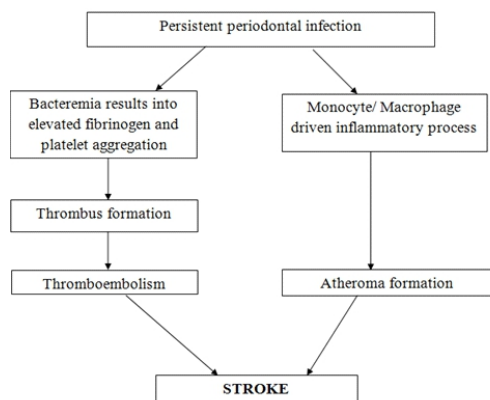 Persistent periodontal infection
Bacteremia results into
elevated fibrinogen and
platelet aggregation
Monocyte/ Macrophage
driven inflammatory process
Thrombus formation
Thromboembolism
Atheroma formation
STROKE